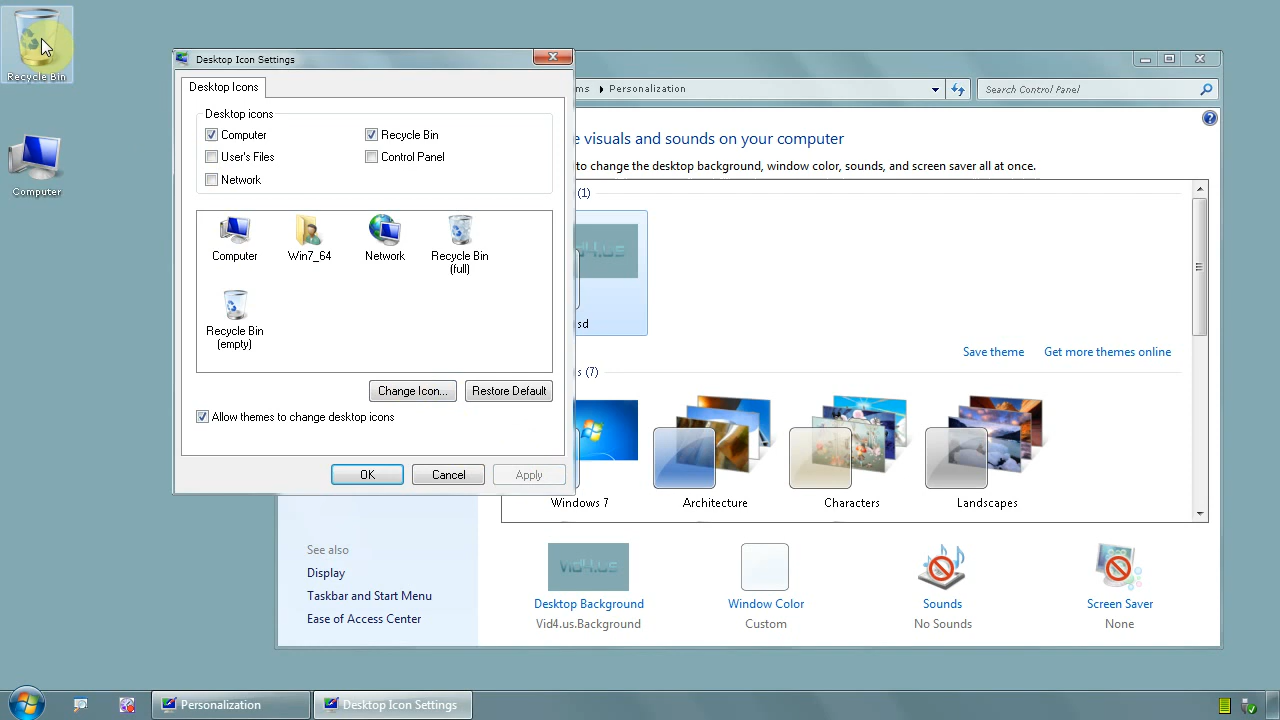 Recycle Bin
Computer
Desktop Icon Settings
Desktop Icons
Desktop icons
Computer
Recycle Bin
User's Files
Control Panel
Network
Computer
Win7_64
Network
Recycle Bin
(full)
Recycle Bin
(empty)
Change Icon...
Restore Default
Allow themes to change desktop icons
OK
Cancel
Apply
ms
Personalization
Search Control Panel
e visuals and sounds on your computer
to change the desktop background, window color, sounds, and screen saver all at once.
(1)
sd
Save theme
Get more themes online
s (7)
Windows 7
Architecture
Characters
Landscapes
See also
Display
Taskbar and Start Menu
Ease of Access Center
Vid4.us
Desktop Background
Vid4.us.Background
Window Color
Custom
Sounds
No Sounds
Screen Saver
None
Personalization
Desktop Icon Settings